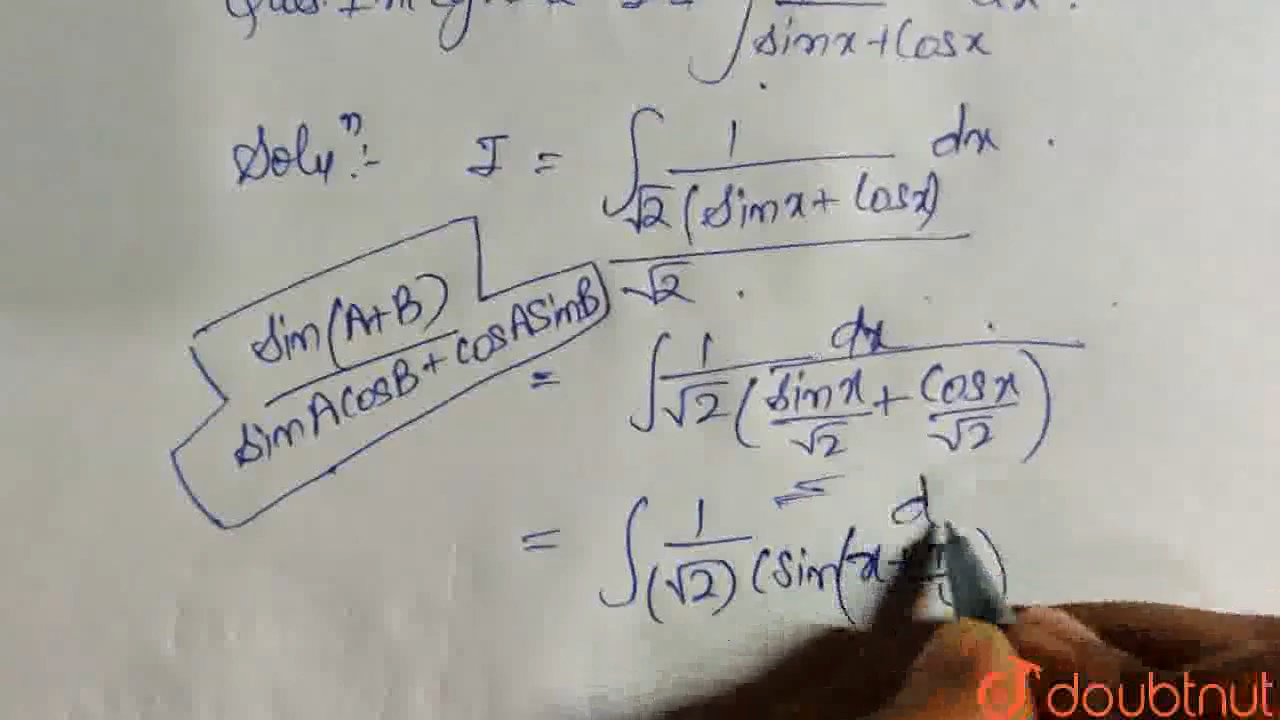 ∫ sinx + Cosx
Solyⁿ:- I = ∫ 1 dx .
√2 (Sinx + Cosx)
√2 .
Sin(A+B)
SinACosB + CosASinB
= ∫ 1 dx
√2 (Sinx/√2 + Cosx/√2)
= ∫ 1 d
(√2) (Sin(x +
doubtnut